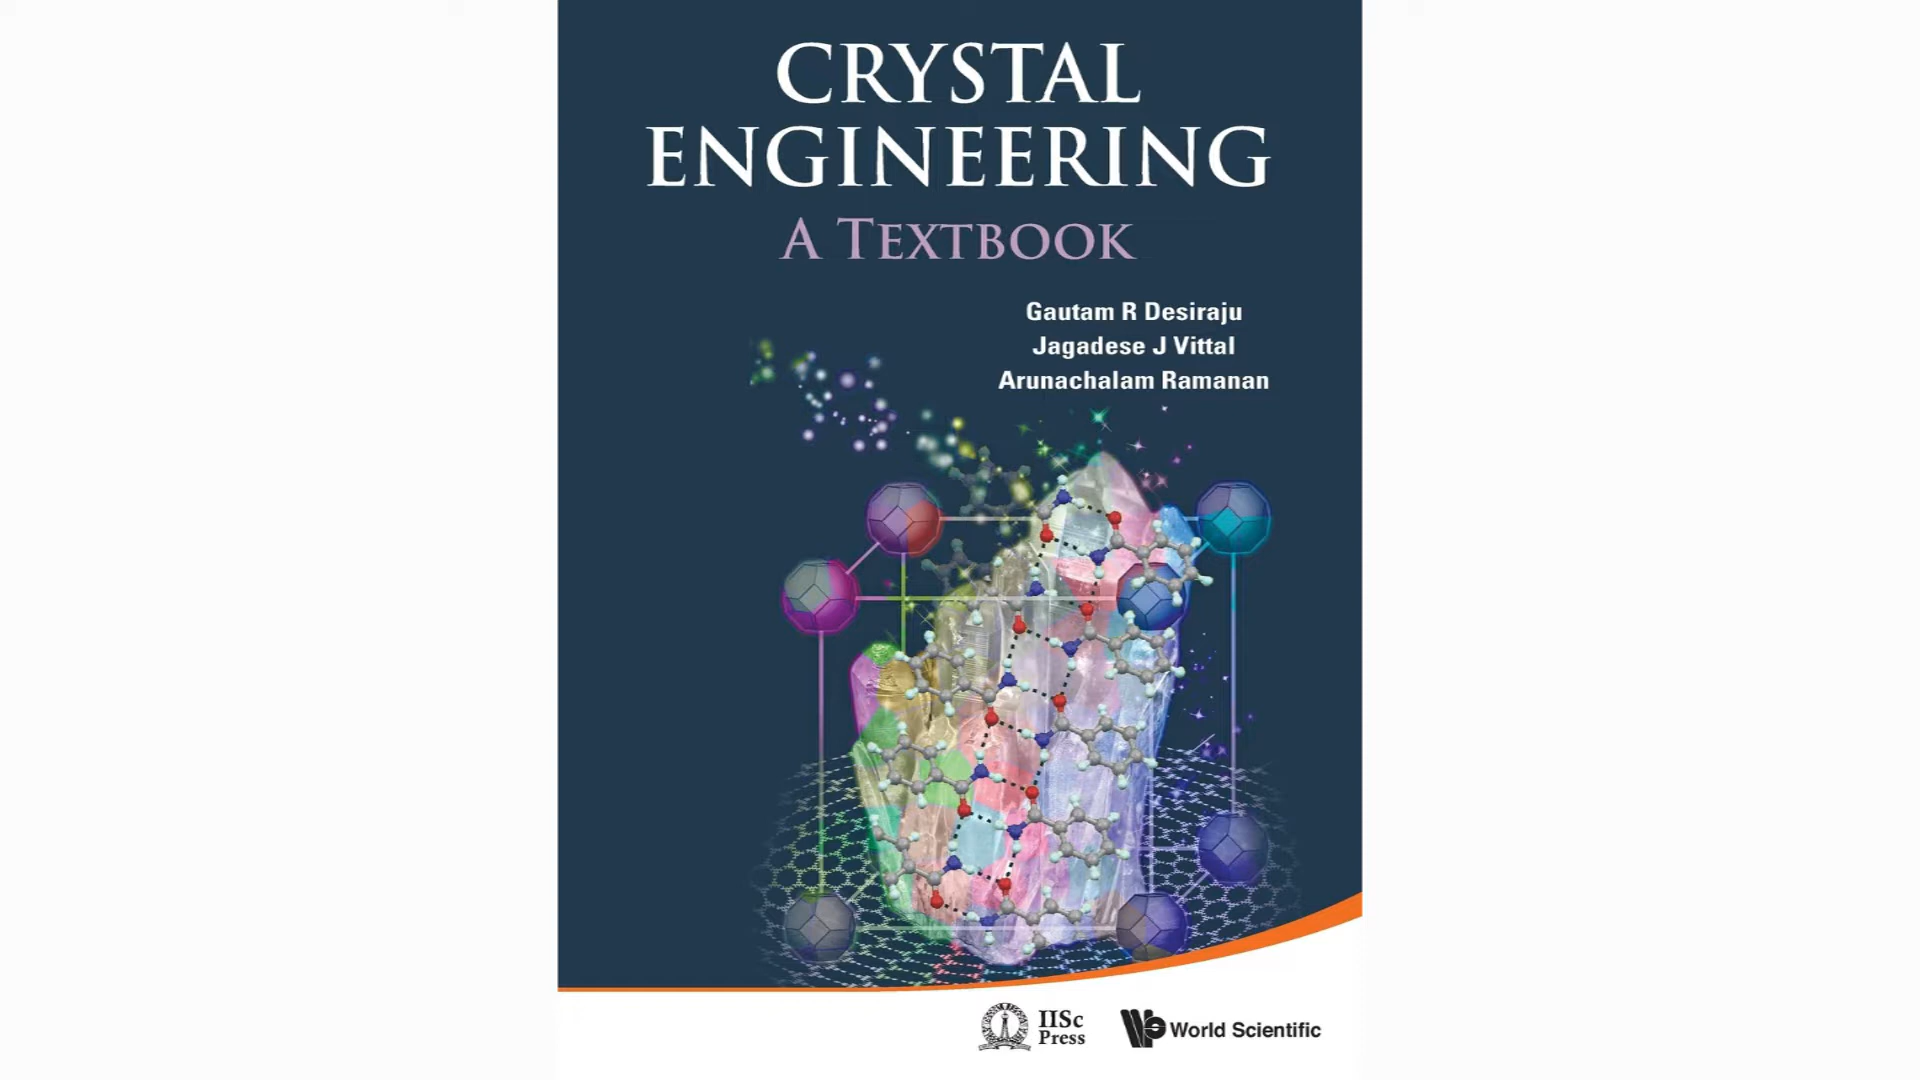 CRYSTAL
ENGINEERING
A TEXTBOOK
Gautam R Desiraju
Jagadese J Vittal
Arunachalam Ramanan
IISc
Press
World Scientific